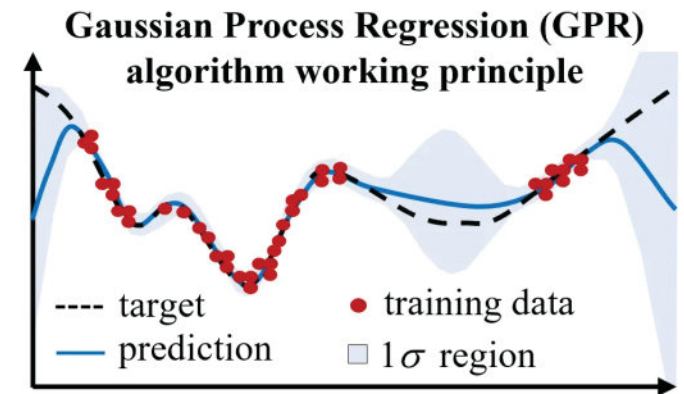 Gaussian Process Regression (GPR)
algorithm working principle
target
training data
prediction
1σ region